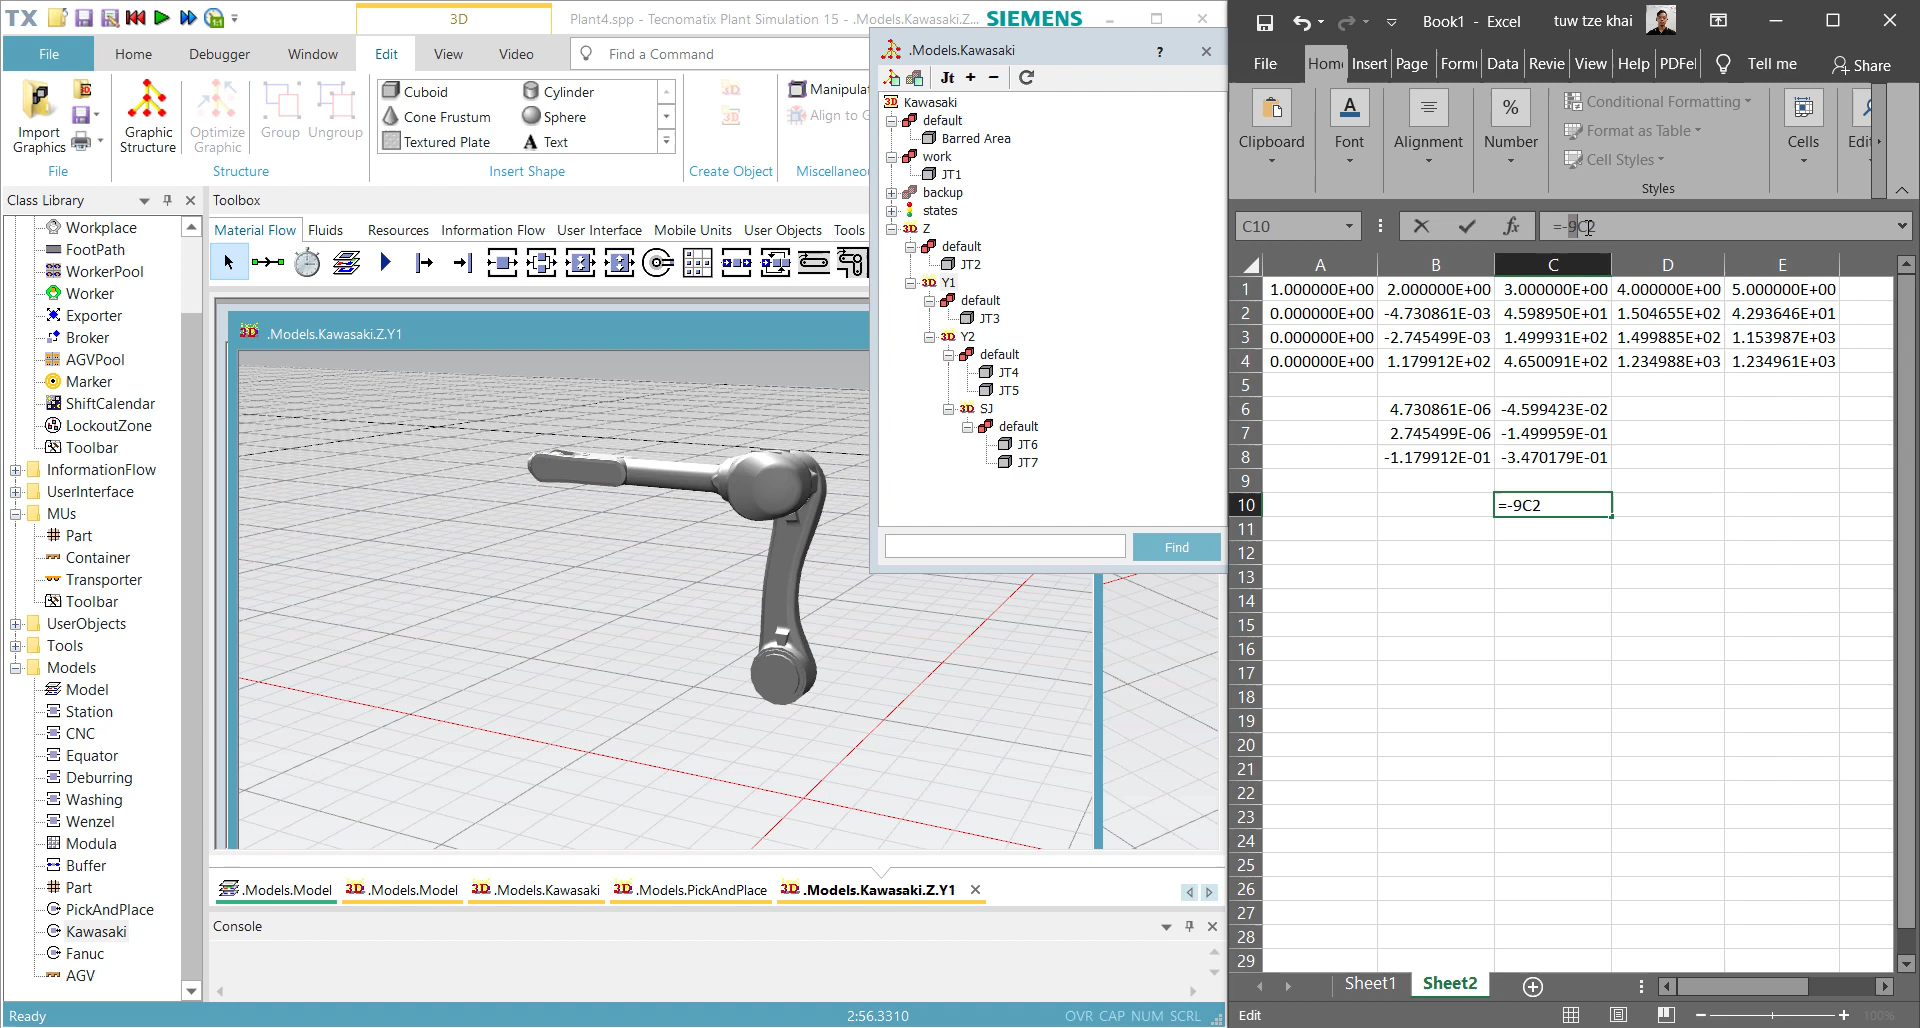 TX
3D
Plant4.spp - Tecnomatix Plant Simulation 15 - .Models.Kawasaki.Z...
SIEMENS
File
Home
Debugger
Window
Edit
View
Video
Find a Command
Import Graphics
Graphic Structure
Optimize Graphic
Group
Ungroup
Cuboid
Cylinder
Cone Frustum
Sphere
Textured Plate
Text
Manipulat
Align to G
File
Structure
Insert Shape
Create Object
Miscellaneou
Class Library
Workplace
FootPath
WorkerPool
Worker
Exporter
Broker
AGVPool
Marker
ShiftCalendar
LockoutZone
Toolbar
InformationFlow
UserInterface
MUs
Part
Container
Transporter
Toolbar
UserObjects
Tools
Models
Model
Station
CNC
Equator
Deburring
Washing
Wenzel
Modula
Buffer
Part
PickAndPlace
Kawasaki
Fanuc
AGV
Toolbox
Material Flow
Fluids
Resources
Information Flow
User Interface
Mobile Units
User Objects
Tools
.Models.Kawasaki.Z.Y1
.Models.Model
.Models.Model
.Models.Kawasaki
.Models.PickAndPlace
.Models.Kawasaki.Z.Y1
Console
Ready
2:56.3310
OVR CAP NUM SCRL
.Models.Kawasaki
?
Jt + −
3D Kawasaki
default
Barred Area
work
JT1
backup
states
3D Z
default
JT2
3D Y1
default
JT3
3D Y2
default
JT4
JT5
3D SJ
default
JT6
JT7
Find
Book1 - Excel
tuw tze khai
File
Home
Insert
Page
Formu
Data
Revie
View
Help
PDFel
Tell me
Share
Clipboard
Font
Alignment
Number
Conditional Formatting
Format as Table
Cell Styles
Styles
Cells
Edit
C10
fx
=-9C2
A B C D E
1 1.000000E+00 2.000000E+00 3.000000E+00 4.000000E+00 5.000000E+00
2 0.000000E+00 -4.730861E-03 4.598950E+01 1.504655E+02 4.293646E+01
3 0.000000E+00 -2.745499E-03 1.499931E+02 1.499885E+02 1.153987E+03
4 0.000000E+00 1.179912E+02 4.650091E+02 1.234988E+03 1.234961E+03
5
6 4.730861E-06 -4.599423E-02
7 2.745499E-06 -1.499959E-01
8 -1.179912E-01 -3.470179E-01
9
10 =-9C2
11
12
13
14
15
16
17
18
19
20
21
22
23
24
25
26
27
28
29
Sheet1
Sheet2
Edit
100%